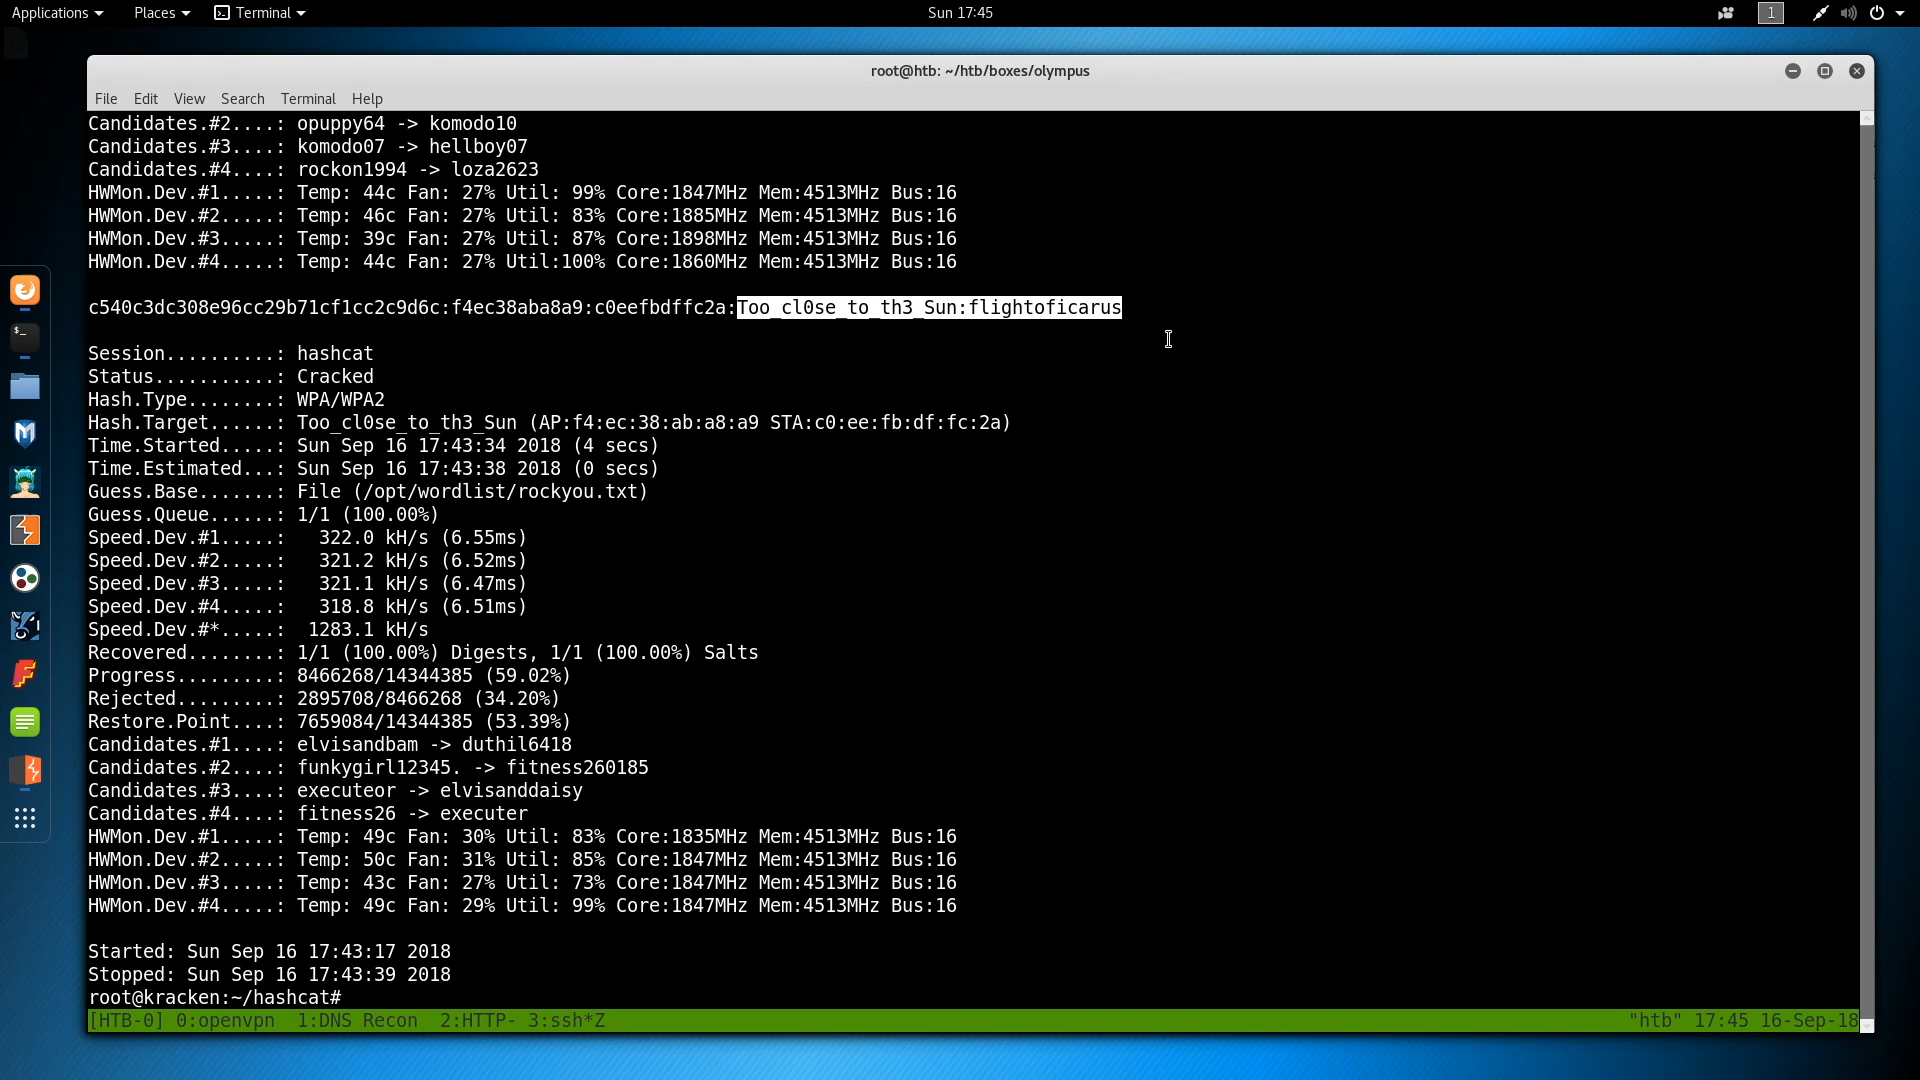 Applications Places Terminal Sun 17:45 1
root@htb: ~/htb/boxes/olympus
File Edit View Search Terminal Help
Candidates.#2....: opuppy64 -> komodo10
Candidates.#3....: komodo07 -> hellboy07
Candidates.#4....: rockon1994 -> loza2623
HWMon.Dev.#1.....: Temp: 44c Fan: 27% Util: 99% Core:1847MHz Mem:4513MHz Bus:16
HWMon.Dev.#2.....: Temp: 46c Fan: 27% Util: 83% Core:1885MHz Mem:4513MHz Bus:16
HWMon.Dev.#3.....: Temp: 39c Fan: 27% Util: 87% Core:1898MHz Mem:4513MHz Bus:16
HWMon.Dev.#4.....: Temp: 44c Fan: 27% Util:100% Core:1860MHz Mem:4513MHz Bus:16
c540c3dc308e96cc29b71cf1cc2c9d6c:f4ec38aba8a9:c0eefbdffc2a:Too_cl0se_to_th3_Sun:flightoficarus
Session..........: hashcat
Status...........: Cracked
Hash.Type........: WPA/WPA2
Hash.Target......: Too_cl0se_to_th3_Sun (AP:f4:ec:38:ab:a8:a9 STA:c0:ee:fb:df:fc:2a)
Time.Started.....: Sun Sep 16 17:43:34 2018 (4 secs)
Time.Estimated...: Sun Sep 16 17:43:38 2018 (0 secs)
Guess.Base.......: File (/opt/wordlist/rockyou.txt)
Guess.Queue......: 1/1 (100.00%)
Speed.Dev.#1.....:   322.0 kH/s (6.55ms)
Speed.Dev.#2.....:   321.2 kH/s (6.52ms)
Speed.Dev.#3.....:   321.1 kH/s (6.47ms)
Speed.Dev.#4.....:   318.8 kH/s (6.51ms)
Speed.Dev.#*.....:  1283.1 kH/s
Recovered........: 1/1 (100.00%) Digests, 1/1 (100.00%) Salts
Progress.........: 8466268/14344385 (59.02%)
Rejected.........: 2895708/8466268 (34.20%)
Restore.Point....: 7659084/14344385 (53.39%)
Candidates.#1....: elvisandbam -> duthil6418
Candidates.#2....: funkygirl12345. -> fitness260185
Candidates.#3....: executeor -> elvisanddaisy
Candidates.#4....: fitness26 -> executer
HWMon.Dev.#1.....: Temp: 49c Fan: 30% Util: 83% Core:1835MHz Mem:4513MHz Bus:16
HWMon.Dev.#2.....: Temp: 50c Fan: 31% Util: 85% Core:1847MHz Mem:4513MHz Bus:16
HWMon.Dev.#3.....: Temp: 43c Fan: 27% Util: 73% Core:1847MHz Mem:4513MHz Bus:16
HWMon.Dev.#4.....: Temp: 49c Fan: 29% Util: 99% Core:1847MHz Mem:4513MHz Bus:16
Started: Sun Sep 16 17:43:17 2018
Stopped: Sun Sep 16 17:43:39 2018
root@kracken:~/hashcat#
[HTB-0] 0:openvpn  1:DNS Recon  2:HTTP- 3:ssh*Z "htb" 17:45 16-Sep-18